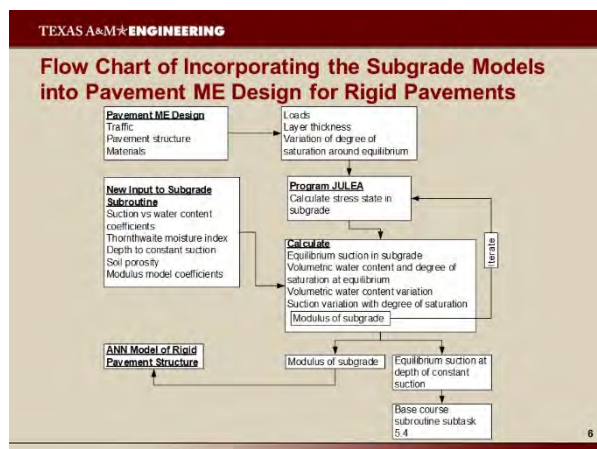 TEXAS A&M★ENGINEERING
Flow Chart of Incorporating the Subgrade Models
into Pavement ME Design for Rigid Pavements
Pavement ME Design
Traffic
Pavement structure
Materials
Loads
Layer thickness
Variation of degree of
saturation around equilibrium
New Input to Subgrade
Subroutine
Suction vs water content
coefficients
Thornthwaite moisture index
Depth to constant suction
Soil porosity
Modulus model coefficients
Program JULEA
Calculate stress state in
subgrade
Calculate
Equilibrium suction in subgrade
Volumetric water content and degree of
saturation at equilibrium
Volumetric water content variation
Suction variation with degree of saturation
Modulus of subgrade
Iterate
ANN Model of Rigid
Pavement Structure
Modulus of subgrade
Equilibrium suction at
depth of constant
suction
Base course
subroutine subtask
5.4
6